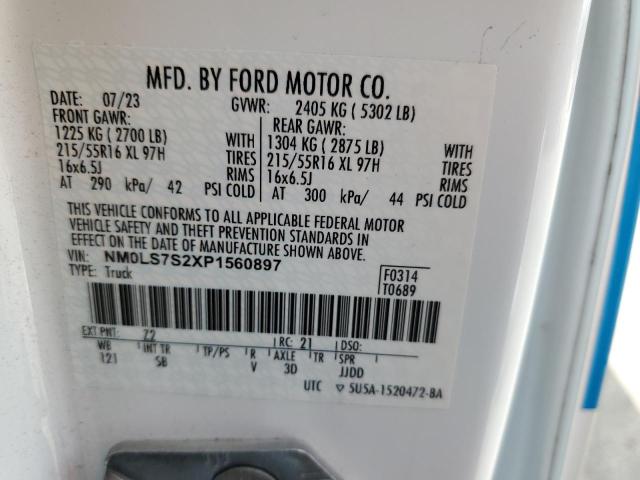 MFD. BY FORD MOTOR CO.
DATE: 07/23 GVWR: 2405 KG ( 5302 LB)
FRONT GAWR: REAR GAWR:
1225 KG ( 2700 LB) WITH 1304 KG ( 2875 LB) WITH
215/55R16 XL 97H TIRES 215/55R16 XL 97H TIRES
16x6.5J RIMS 16x6.5J RIMS
AT 290 kPa/ 42 PSI COLD AT 300 kPa/ 44 PSI COLD
THIS VEHICLE CONFORMS TO ALL APPLICABLE FEDERAL MOTOR
VEHICLE SAFETY AND THEFT PREVENTION STANDARDS IN
EFFECT ON THE DATE OF MANUFACTURE SHOWN ABOVE.
VIN: NM0LS7S2XP1560897 F0314
TYPE: Truck T0689
EXT PNT: Z2 RC: 21 DSO:
WB INT TR TP/PS R AXLE TR SPR
121 SB V 3D JJDD
UTC ▽ 5U5A-1520472-BA